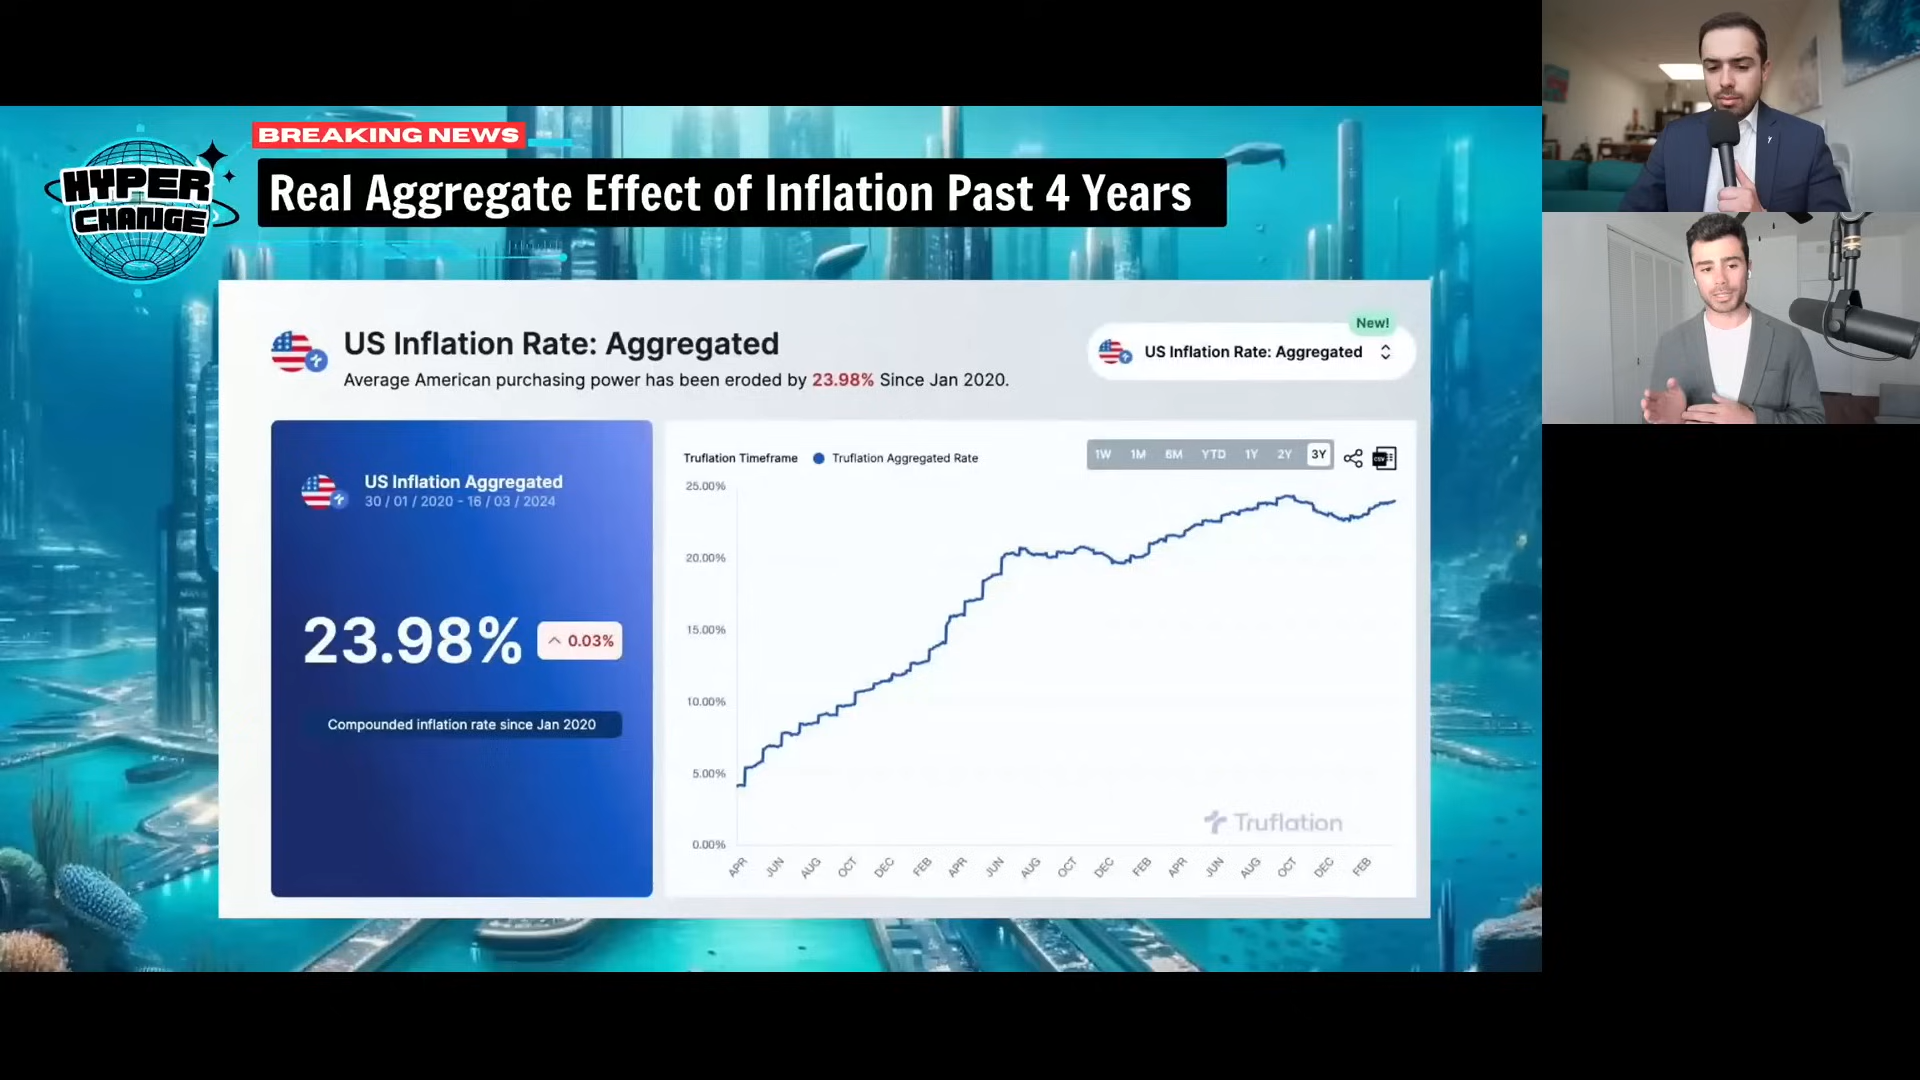 BREAKING NEWS
HYPER
CHANGE
Real Aggregate Effect of Inflation Past 4 Years
New!
US Inflation Rate: Aggregated
Average American purchasing power has been eroded by 23.98% Since Jan 2020.
US Inflation Rate: Aggregated
US Inflation Aggregated
30 / 01 / 2020 - 16 / 03 / 2024
23.98%
0.03%
Compounded inflation rate since Jan 2020
Truflation Timeframe
Truflation Aggregated Rate
1W 1M 6M YTD 1Y 2Y 3Y
CSV
25.00%
20.00%
15.00%
10.00%
5.00%
0.00%
Truflation
APR JUN AUG OCT DEC FEB APR JUN AUG OCT DEC FEB APR JUN AUG OCT DEC FEB